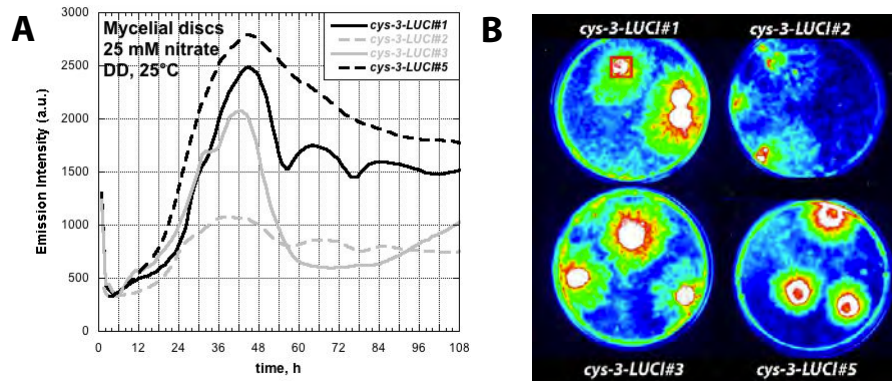 A
Mycelial discs
25 mM nitrate
DD, 25°C
cys-3-LUCI#1
cys-3-LUCI#2
cys-3-LUCI#3
cys-3-LUCI#5
Emission Intensity (a.u.)
3000
2500
2000
1500
1000
500
0
0 12 24 36 48 60 72 84 96 108
time, h
B
cys-3-LUCI#1 cys-3-LUCI#2
cys-3-LUCI#3 cys-3-LUCI#5